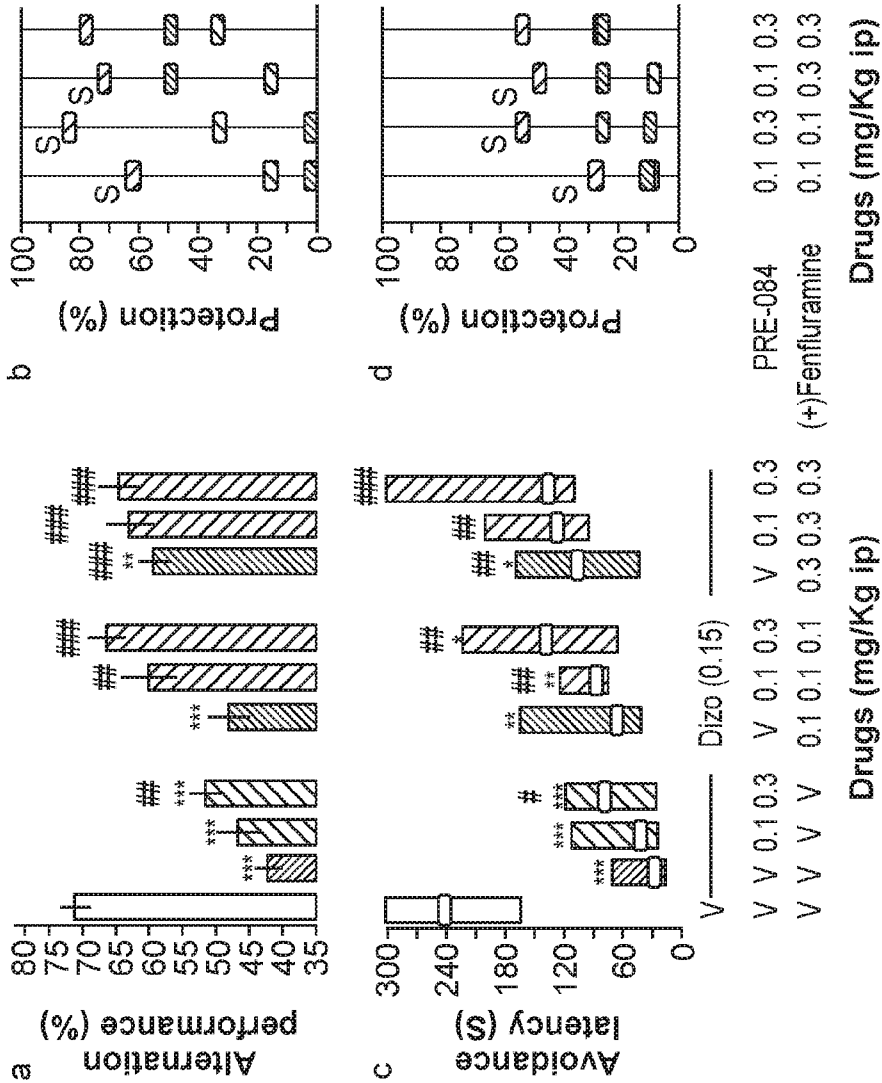 a
Alternation
performance (%)
80
75
70
65
60
55
50
45
40
35
***
***
##
***
***
##
###
###
**
###
###
b
Protection (%)
100
80
60
40
20
0
S
S
S
c
Avoidance
latency (S)
300
240
180
120
60
0
***
***
#
***
**
##
**
##
*
##
*
##
###
d
Protection (%)
100
80
60
40
20
0
S
S
S
V Dizo (0.15)
V V 0.1 0.3 V 0.1 0.3 V 0.1 0.3 PRE-084 0.1 0.3 0.1 0.3
V V V V 0.1 0.1 0.1 0.3 0.3 0.3 (+)Fenfluramine 0.1 0.1 0.3 0.3
Drugs (mg/Kg ip) Drugs (mg/Kg ip)